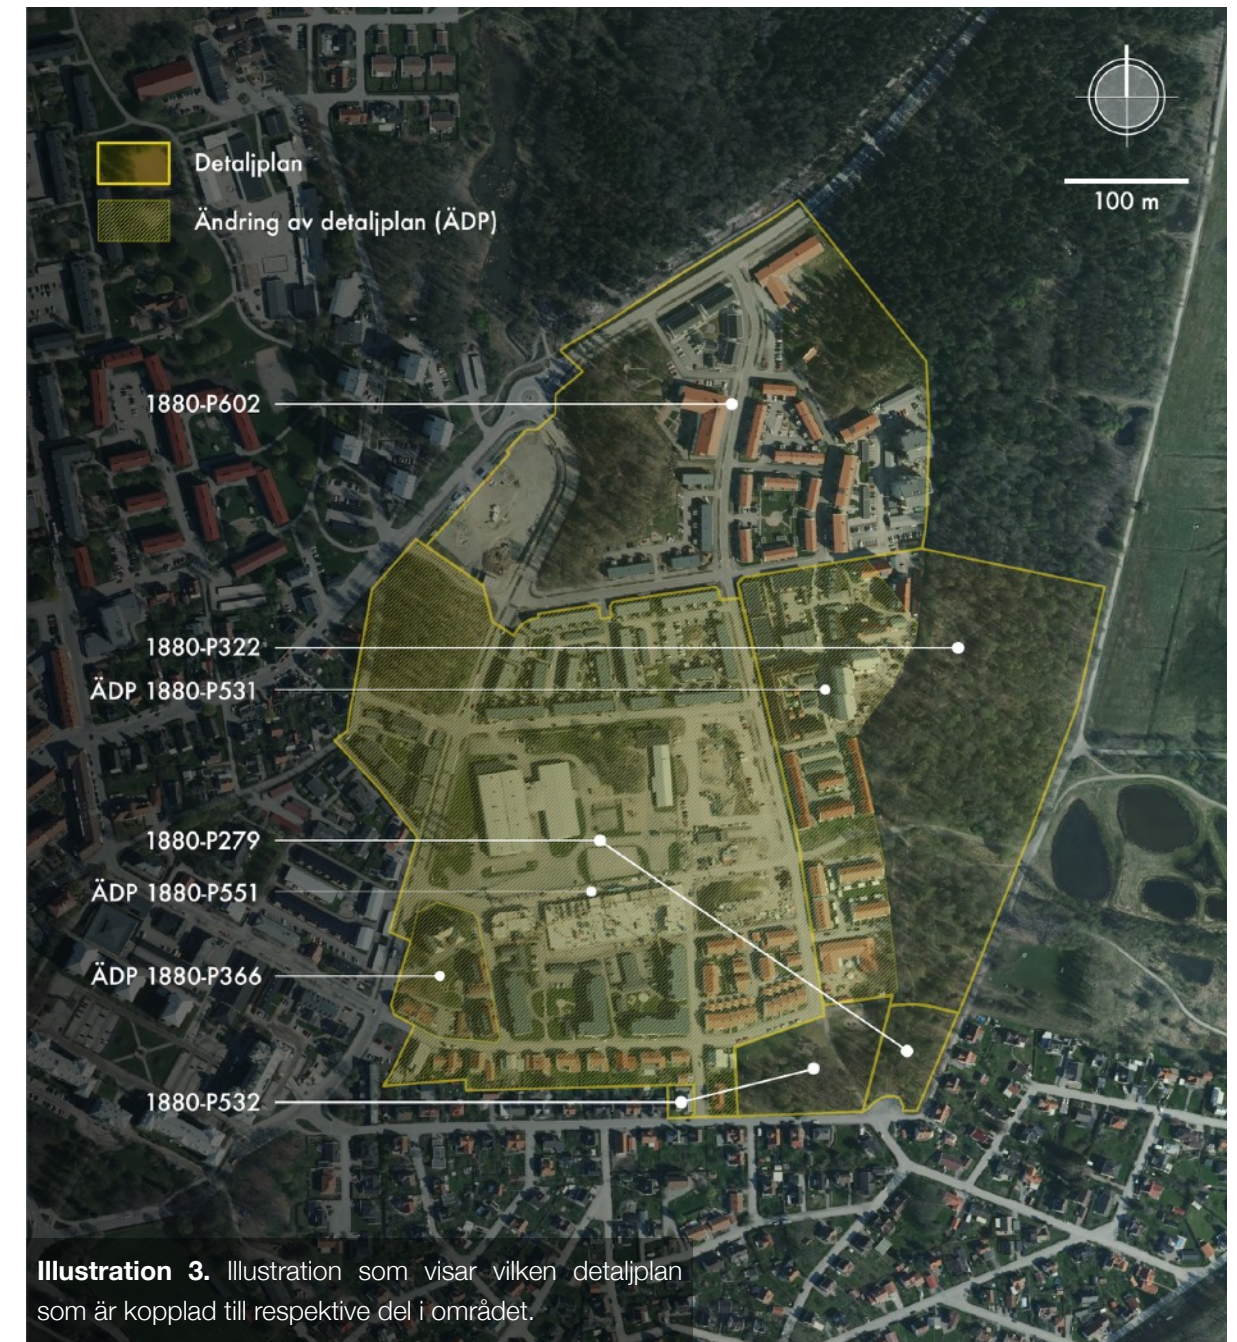 Detaljplan
Ändring av detaljplan (ÄDP)
100 m
1880-P602
1880-P322
ÄDP 1880-P531
1880-P279
ÄDP 1880-P551
ÄDP 1880-P366
1880-P532
Illustration 3. Illustration som visar vilken detaljplan
som är kopplad till respektive del i området.